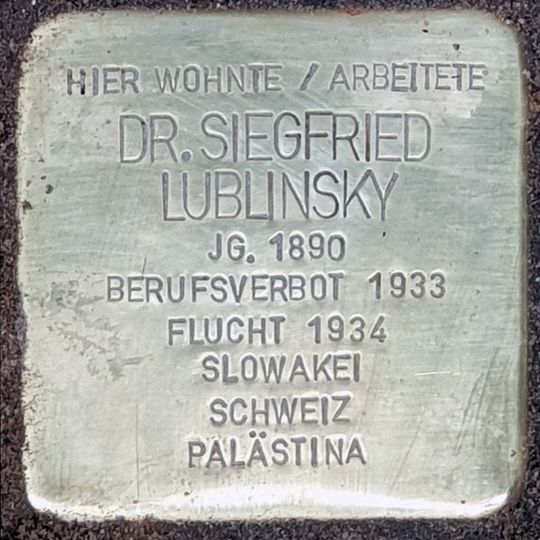 HIER WOHNTE / ARBEITETE
DR. SIEGFRIED
LUBLINSKY
JG. 1890
BERUFSVERBOT 1933
FLUCHT 1934
SLOWAKEI
SCHWEIZ
PALÄSTINA